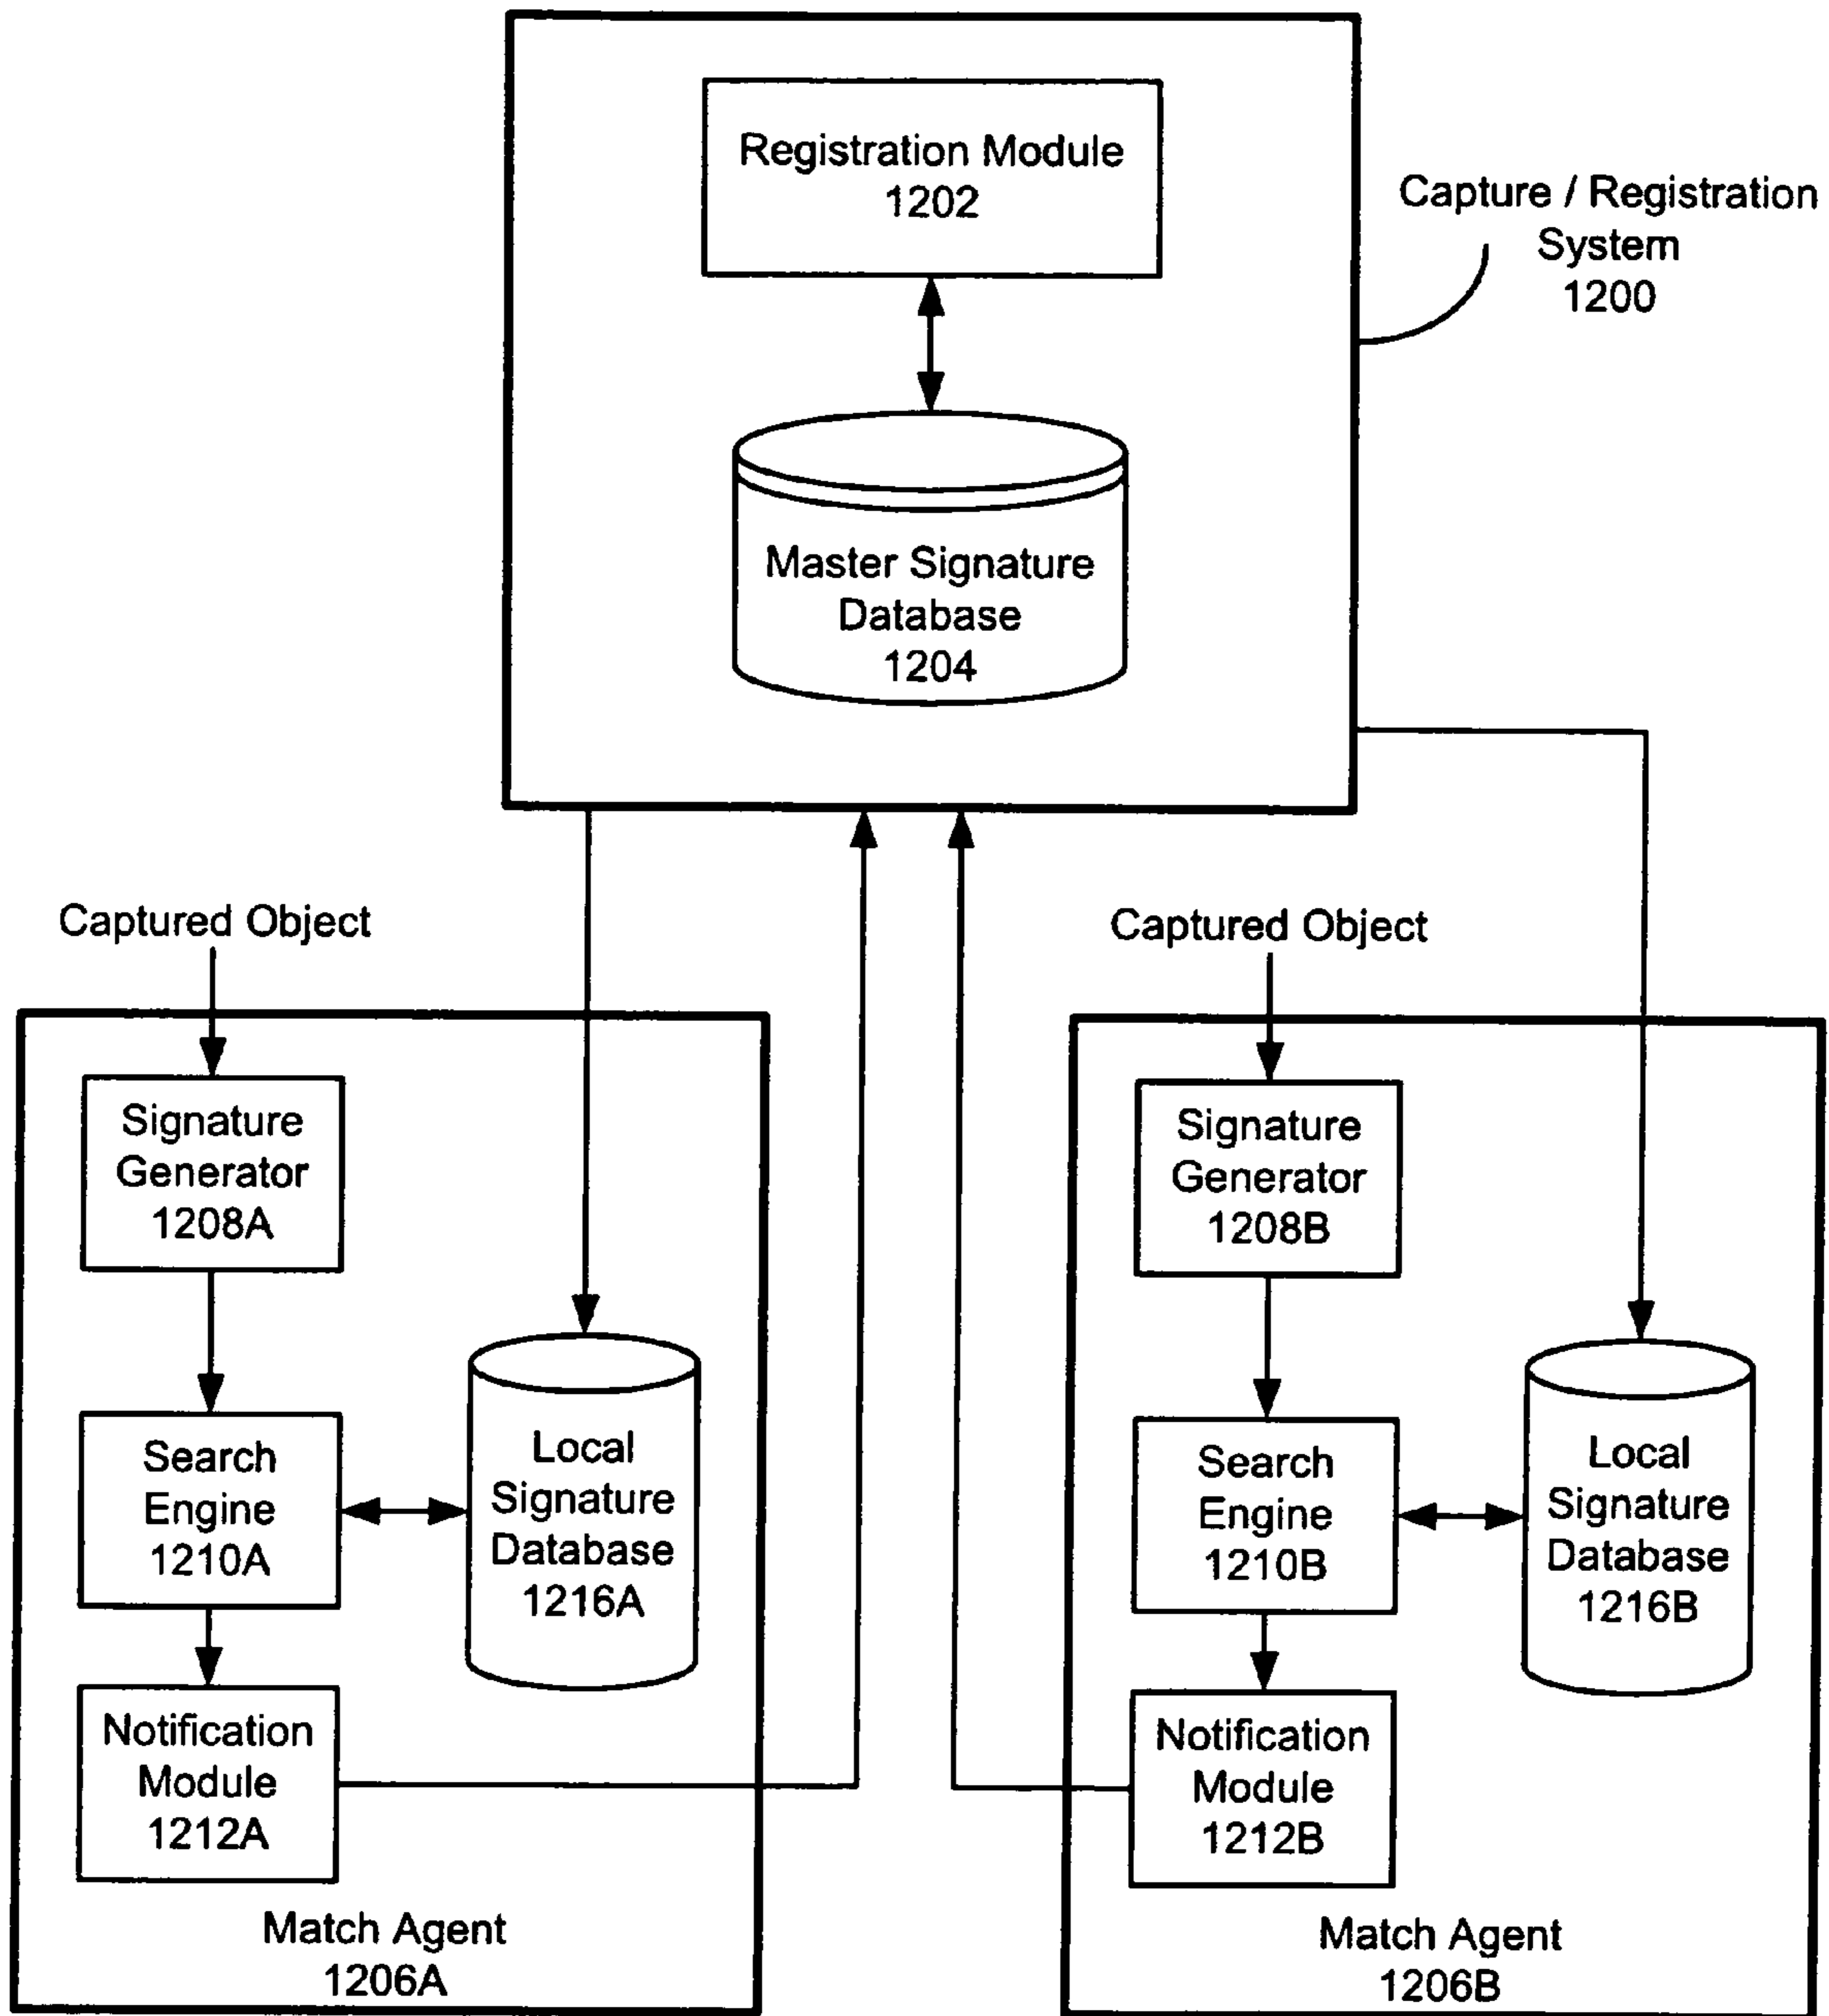 Registration Module
1202
Capture / Registration
System
1200
Master Signature
Database
1204
Captured Object
Signature
Generator
1208A
Search
Engine
1210A
Local
Signature
Database
1216A
Notification
Module
1212A
Match Agent
1206A
Captured Object
Signature
Generator
1208B
Search
Engine
1210B
Local
Signature
Database
1216B
Notification
Module
1212B
Match Agent
1206B